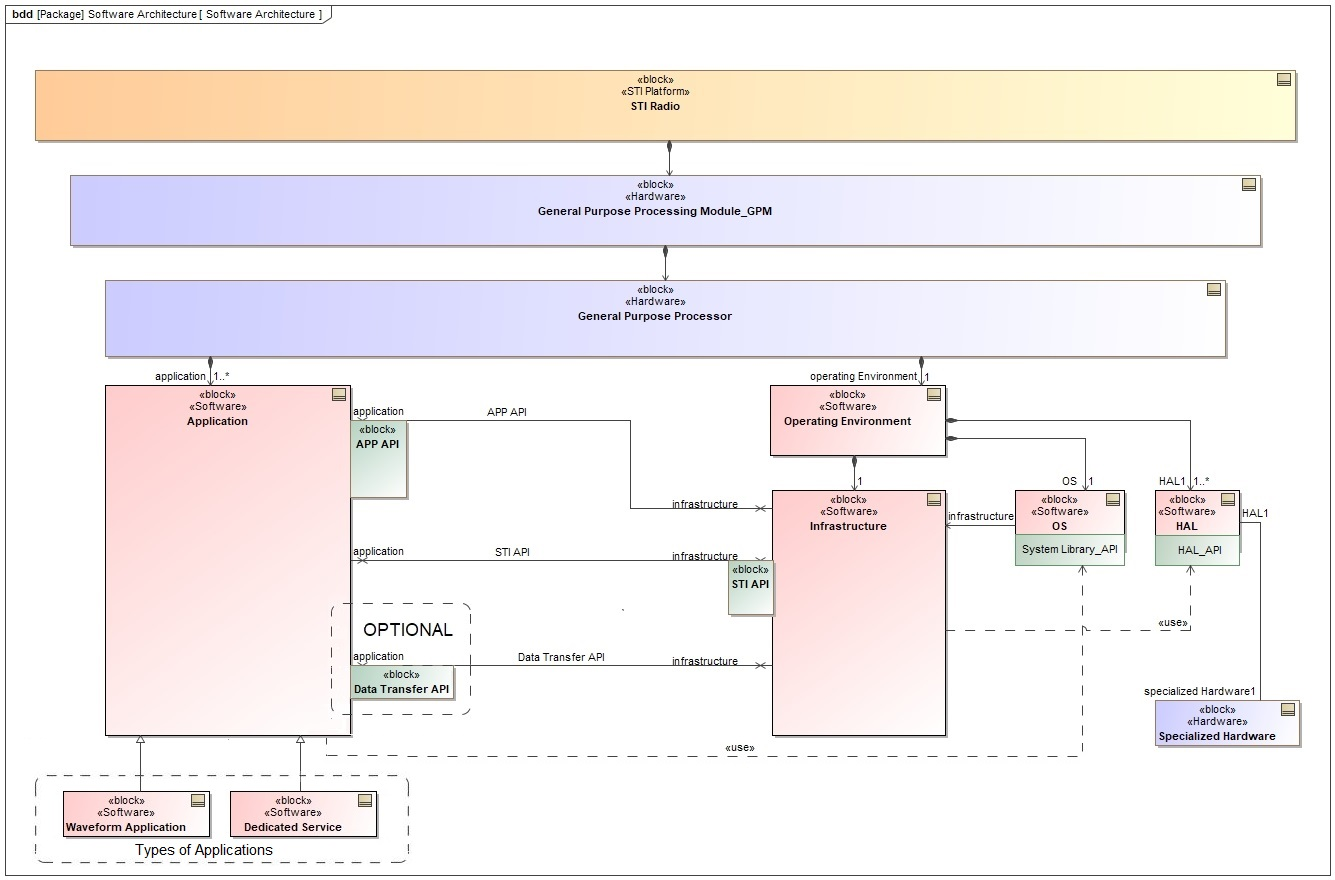 bdd [Package] Software Architecture [ Software Architecture ]
«block»
«STI Platform»
STI Radio
«block»
«Hardware»
General Purpose Processing Module_GPM
«block»
«Hardware»
General Purpose Processor
application 1..*
operating Environment 1
«block»
«Software»
Application
«block»
«Software»
Operating Environment
application
APP API
infrastructure
«block»
APP API
1
OS 1
HAL1 1..*
«block»
«Software»
Infrastructure
infrastructure
«block»
«Software»
OS
System Library_API
«block»
«Software»
HAL
HAL_API
HAL1
application
STI API
infrastructure
«block»
STI API
OPTIONAL
application
Data Transfer API
infrastructure
«block»
Data Transfer API
«use»
specialized Hardware1
«block»
«Hardware»
Specialized Hardware
«use»
«block»
«Software»
Waveform Application
«block»
«Software»
Dedicated Service
Types of Applications